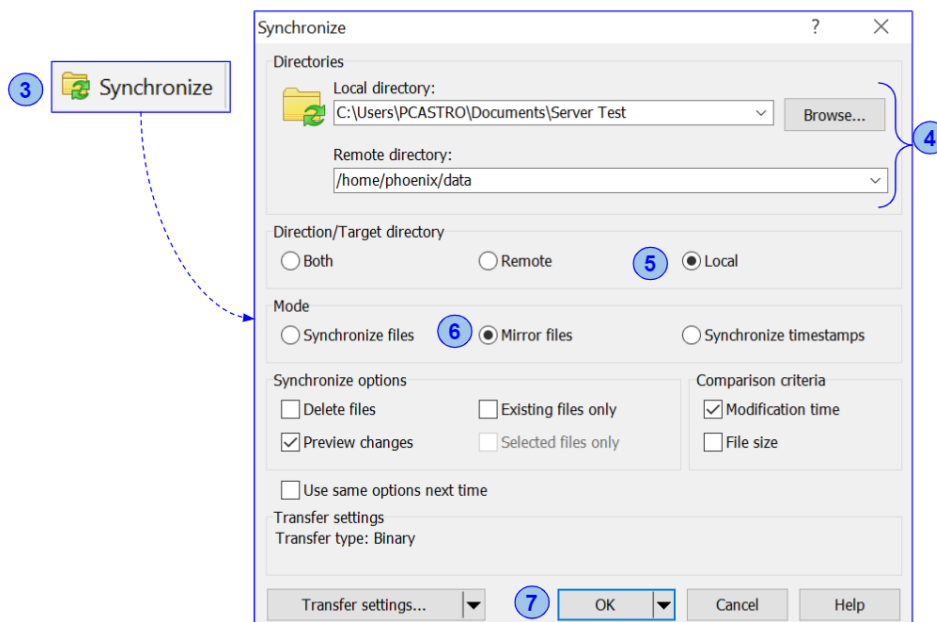 Synchronize ? ×
3 Synchronize
Directories
Local directory:
C:\Users\PCASTRO\Documents\Server Test
Browse...
4
Remote directory:
/home/phoenix/data
Direction/Target directory
Both Remote 5 Local
Mode
Synchronize files 6 Mirror files Synchronize timestamps
Synchronize options
Delete files Existing files only
Preview changes Selected files only
Comparison criteria
Modification time
File size
Use same options next time
Transfer settings
Transfer type: Binary
Transfer settings... 7 OK Cancel Help